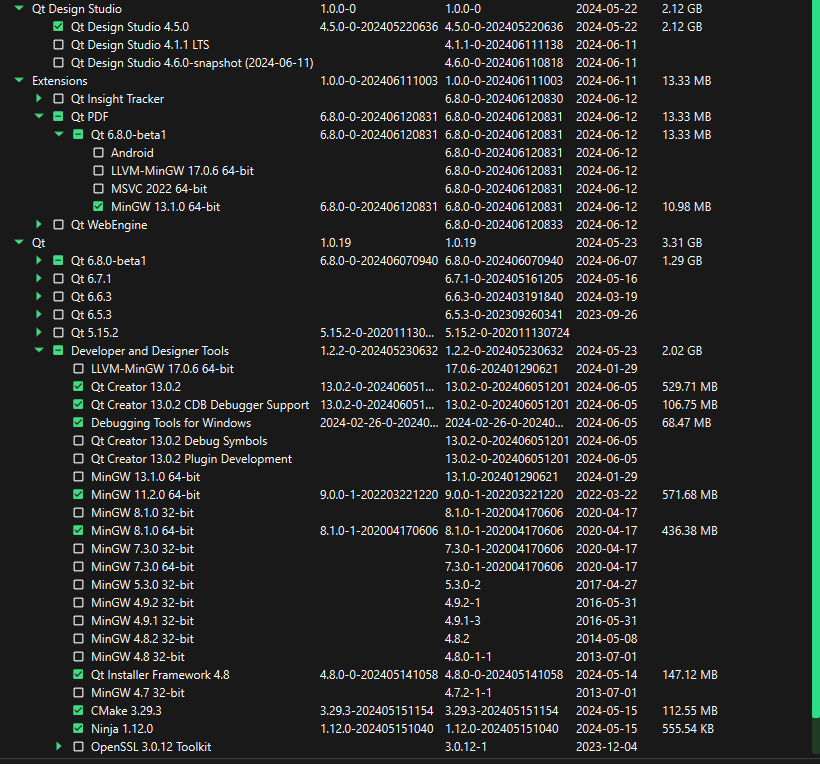 Qt Design Studio 1.0.0-0 1.0.0-0 2024-05-22 2.12 GB
Qt Design Studio 4.5.0 4.5.0-202405220636 4.5.0-202405220636 2024-05-22 2.12 GB
Qt Design Studio 4.1.1 LTS 4.1.1-202406111138 2024-06-11
Qt Design Studio 4.6.0-snapshot (2024-06-11) 4.6.0-202406110818 2024-06-11
Extensions 1.0.0-0-202406111003 1.0.0-0-202406111003 2024-06-11 13.33 MB
Qt Insight Tracker 6.8.0-0-202406120830 2024-06-12
Qt PDF 6.8.0-0-202406120831 6.8.0-0-202406120831 2024-06-12 13.33 MB
Qt 6.8.0-beta1 6.8.0-0-202406120831 6.8.0-0-202406120831 2024-06-12 13.33 MB
Android 6.8.0-0-202406120831 2024-06-12
LLVM-MinGW 17.0.6 64-bit 6.8.0-0-202406120831 2024-06-12
MSVC 2022 64-bit 6.8.0-0-202406120831 2024-06-12
MinGW 13.1.0 64-bit 6.8.0-0-202406120831 6.8.0-0-202406120831 2024-06-12 10.98 MB
Qt WebEngine 6.8.0-0-202406120833 2024-06-12
Qt 1.0.19 1.0.19 2024-05-23 3.31 GB
Qt 6.8.0-beta1 6.8.0-0-202406070940 6.8.0-0-202406070940 2024-06-07 1.29 GB
Qt 6.7.1 6.7.1-0-202405161205 2024-05-16
Qt 6.6.3 6.6.3-0-202403191840 2024-03-19
Qt 6.5.3 6.5.3-0-202309260341 2023-09-26
Qt 5.15.2 5.15.2-0-202011130... 5.15.2-0-202011130724
Developer and Designer Tools 1.2.2-0-202405230632 1.2.2-0-202405230632 2024-05-23 2.02 GB
LLVM-MinGW 17.0.6 64-bit 17.0.6-202401290621 2024-01-29
Qt Creator 13.0.2 13.0.2-0-202406051... 13.0.2-0-202406051201 2024-06-05 529.71 MB
Qt Creator 13.0.2 CDB Debugger Support 13.0.2-0-202406051... 13.0.2-0-202406051201 2024-06-05 106.75 MB
Debugging Tools for Windows 2024-02-26-0-20240... 2024-02-26-0-20240... 2024-06-05 68.47 MB
Qt Creator 13.0.2 Debug Symbols 13.0.2-0-202406051201 2024-06-05
Qt Creator 13.0.2 Plugin Development 13.0.2-0-202406051201 2024-06-05
MinGW 13.1.0 64-bit 13.1.0-202401290621 2024-01-29
MinGW 11.2.0 64-bit 9.0.0-1-202203221220 9.0.0-1-202203221220 2022-03-22 571.68 MB
MinGW 8.1.0 32-bit 8.1.0-1-202004170606 2020-04-17
MinGW 8.1.0 64-bit 8.1.0-1-202004170606 8.1.0-1-202004170606 2020-04-17 436.38 MB
MinGW 7.3.0 32-bit 7.3.0-1-202004170606 2020-04-17
MinGW 7.3.0 64-bit 7.3.0-1-202004170606 2020-04-17
MinGW 5.3.0 32-bit 5.3.0-2 2017-04-27
MinGW 4.9.2 32-bit 4.9.2-1 2016-05-31
MinGW 4.9.1 32-bit 4.9.1-3 2016-05-31
MinGW 4.8.2 32-bit 4.8.2 2014-05-08
MinGW 4.8 32-bit 4.8.0-1-1 2013-07-01
Qt Installer Framework 4.8 4.8.0-0-202405141058 4.8.0-0-202405141058 2024-05-14 147.12 MB
MinGW 4.7 32-bit 4.7.2-1-1 2013-07-01
CMake 3.29.3 3.29.3-202405151154 3.29.3-202405151154 2024-05-15 112.55 MB
Ninja 1.12.0 1.12.0-202405151040 1.12.0-202405151040 2024-05-15 555.54 KB
OpenSSL 3.0.12 Toolkit 3.0.12-1 2023-12-04